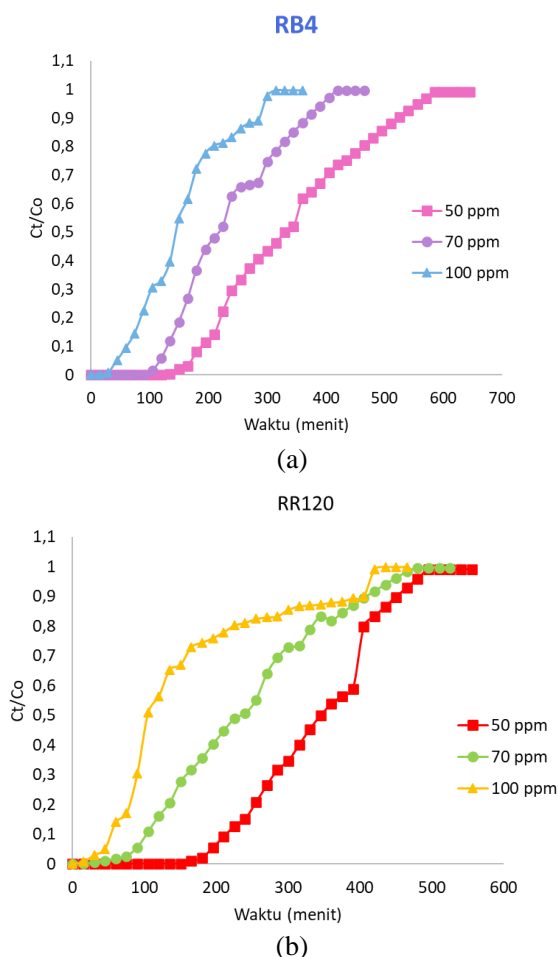 RB4
Ct/Co
1,1
1
0,9
0,8
0,7
0,6
0,5
0,4
0,3
0,2
0,1
0
50 ppm
70 ppm
100 ppm
0 100 200 300 400 500 600 700
Waktu (menit)
(a)
RR120
Ct/Co
1,1
1
0,9
0,8
0,7
0,6
0,5
0,4
0,3
0,2
0,1
0
50 ppm
70 ppm
100 ppm
0 100 200 300 400 500 600
Waktu (menit)
(b)